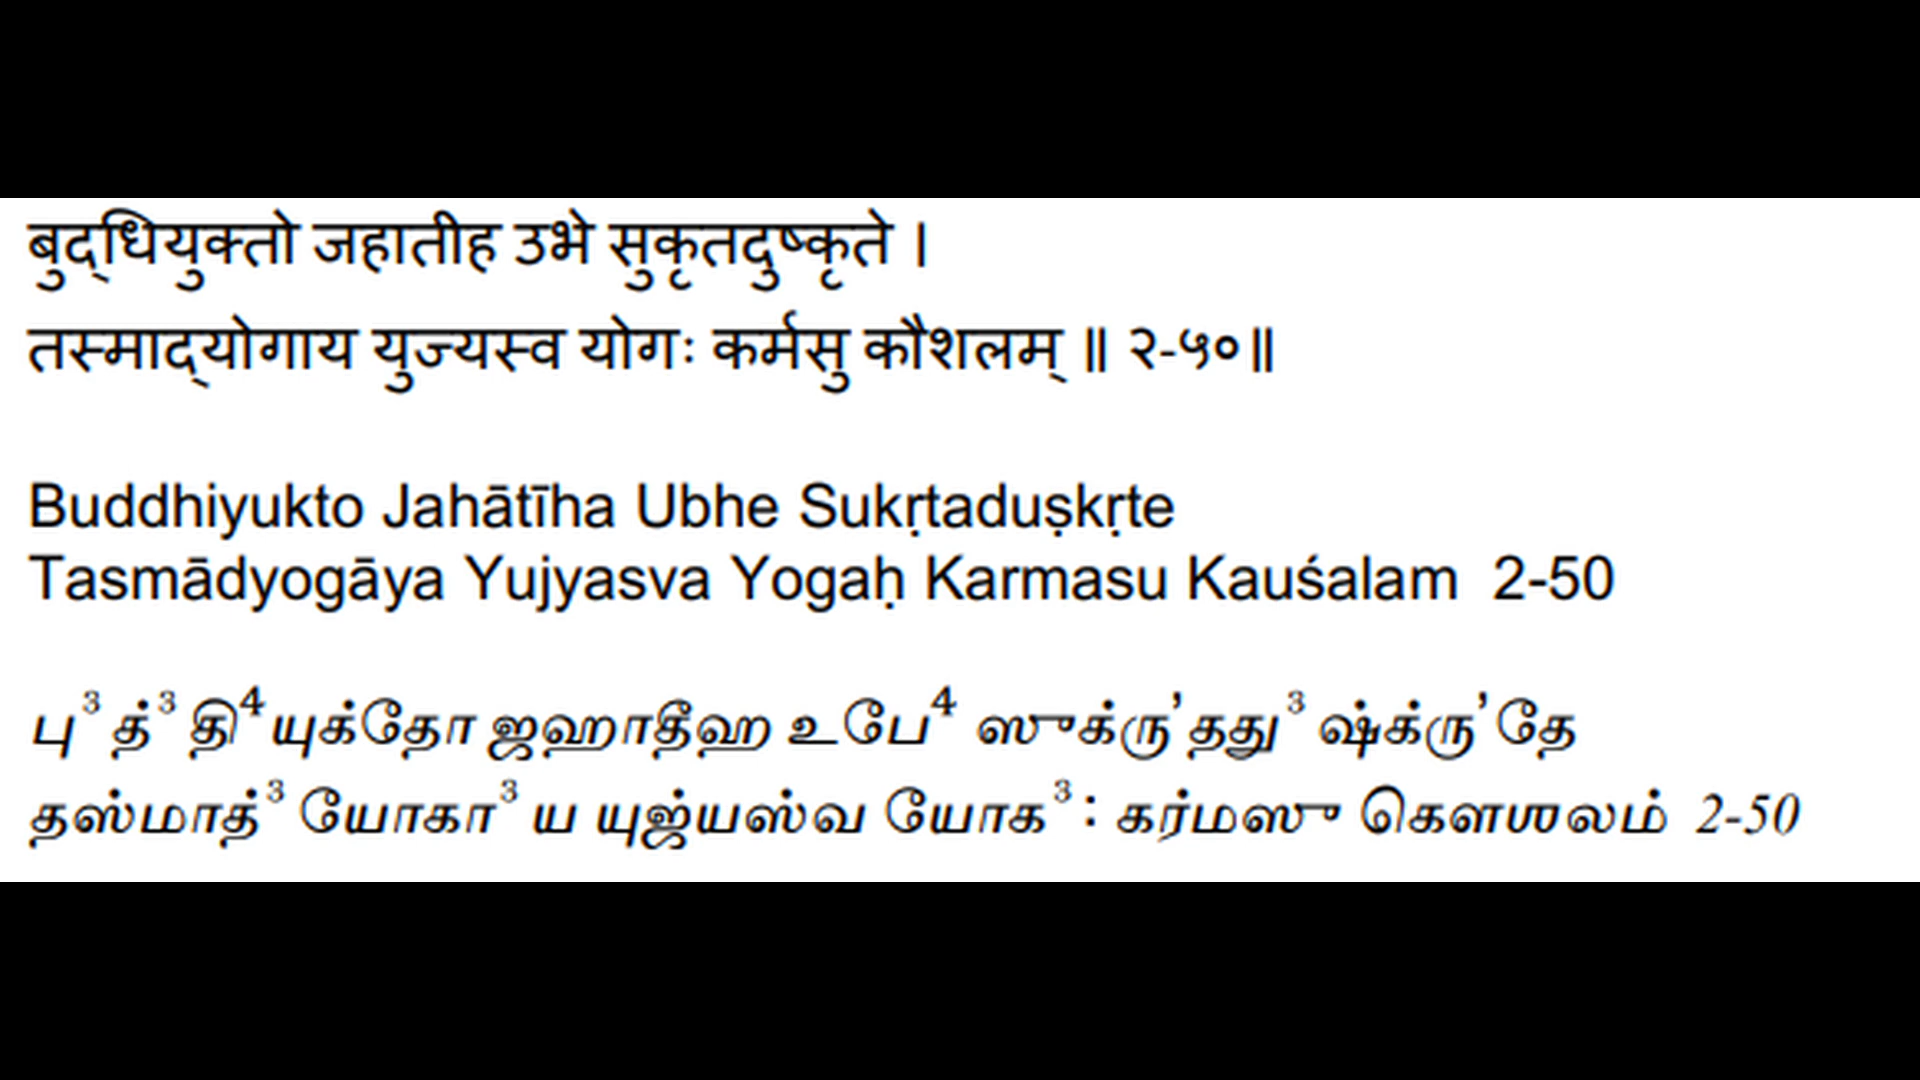 बुद्‌धियुक्तो जहातीह उभे सुकृतदुष्कृते ।
तस्माद्‌योगाय युज्यस्व योगः कर्मसु कौशलम् ॥ २-५०॥
Buddhiyukto Jahātīha Ubhe Sukṛtaduṣkṛte
Tasmādyogāya Yujyasva Yogaḥ Karmasu Kauśalam 2-50
பு³த்³தி⁴யுக்தோ ஜஹாதீஹ உபே⁴ ஸுக்ரு’தது³ஷ்க்ரு’தே
தஸ்மாத்³யோகா³ய யுஜ்யஸ்வ யோக³: கர்மஸு கௌஶலம் 2-50